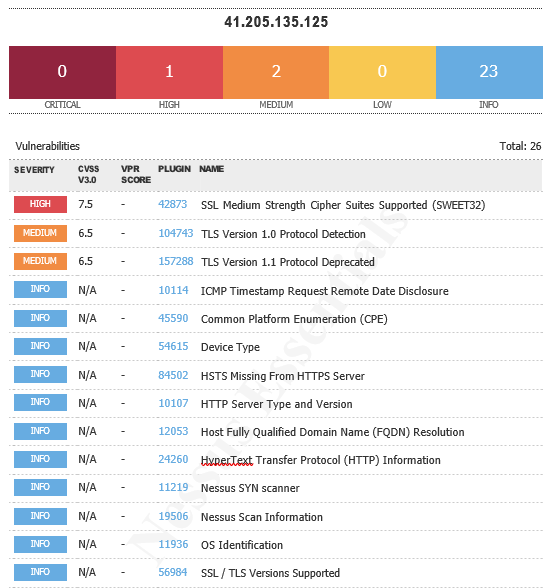 41.205.135.125
0 1 2 0 23
CRITICAL HIGH MEDIUM LOW INFO
Vulnerabilities Total: 26
SEVERITY CVSS V3.0 VPR SCORE PLUGIN NAME
HIGH 7.5 - 42873 SSL Medium Strength Cipher Suites Supported (SWEET32)
MEDIUM 6.5 - 104743 TLS Version 1.0 Protocol Detection
MEDIUM 6.5 - 157288 TLS Version 1.1 Protocol Deprecated
INFO N/A - 10114 ICMP Timestamp Request Remote Date Disclosure
INFO N/A - 45590 Common Platform Enumeration (CPE)
INFO N/A - 54615 Device Type
INFO N/A - 84502 HSTS Missing From HTTPS Server
INFO N/A - 10107 HTTP Server Type and Version
INFO N/A - 12053 Host Fully Qualified Domain Name (FQDN) Resolution
INFO N/A - 24260 HyperText Transfer Protocol (HTTP) Information
INFO N/A - 11219 Nessus SYN scanner
INFO N/A - 19506 Nessus Scan Information
INFO N/A - 11936 OS Identification
INFO N/A - 56984 SSL / TLS Versions Supported
Nessus Essentials